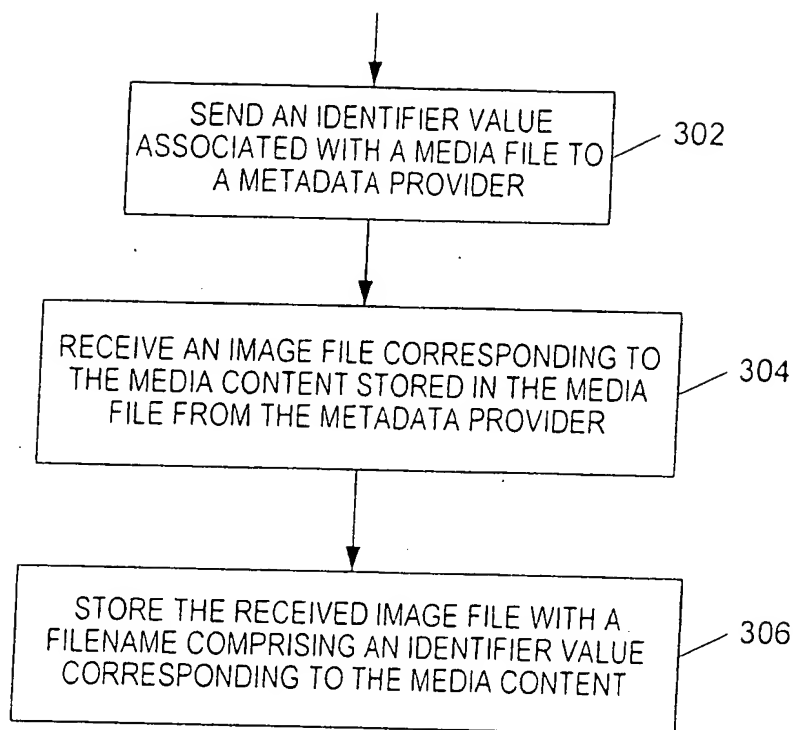 SEND AN IDENTIFIER VALUE
ASSOCIATED WITH A MEDIA FILE TO
A METADATA PROVIDER
302
RECEIVE AN IMAGE FILE CORRESPONDING TO
THE MEDIA CONTENT STORED IN THE MEDIA
FILE FROM THE METADATA PROVIDER
304
STORE THE RECEIVED IMAGE FILE WITH A
FILENAME COMPRISING AN IDENTIFIER VALUE
CORRESPONDING TO THE MEDIA CONTENT
306